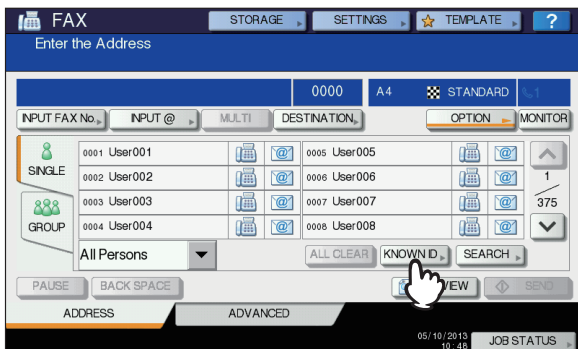 FAX STORAGE SETTINGS TEMPLATE ?
Enter the Address
0000 A4 STANDARD 1
INPUT FAX No. INPUT @ MULTI DESTINATION OPTION MONITOR
SINGLE
GROUP
0001 User001
0002 User002
0003 User003
0004 User004
0005 User005
0006 User006
0007 User007
0008 User008
1
375
All Persons ALL CLEAR KNOWN ID SEARCH
PAUSE BACK SPACE SEND
ADDRESS ADVANCED
05/10/2013
10:48
JOB STATUS